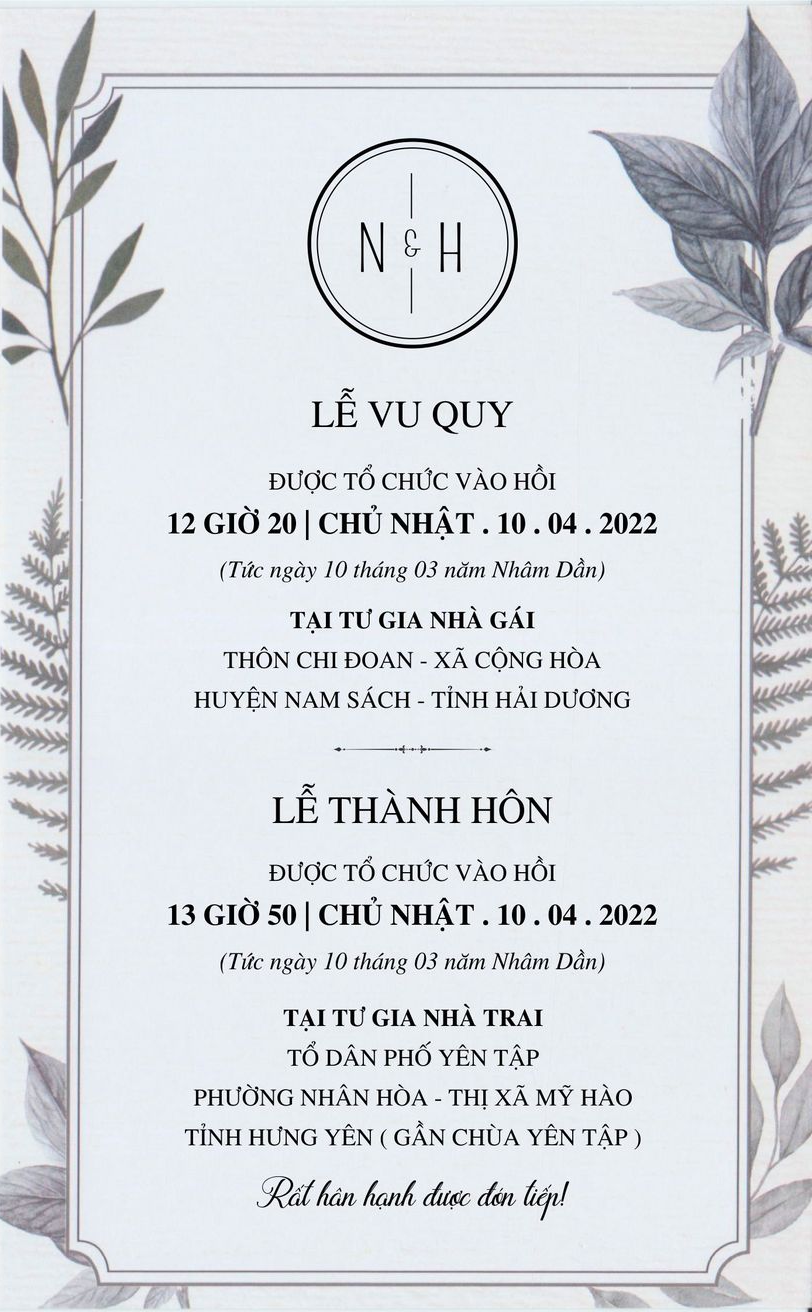 N & H
LỄ VU QUY
ĐƯỢC TỔ CHỨC VÀO HỒI
12 GIỜ 20 | CHỦ NHẬT . 10 . 04 . 2022
(Tức ngày 10 tháng 03 năm Nhâm Dần)
TẠI TƯ GIA NHÀ GÁI
THÔN CHI ĐOAN - XÃ CỘNG HÒA
HUYỆN NAM SÁCH - TỈNH HẢI DƯƠNG
LỄ THÀNH HÔN
ĐƯỢC TỔ CHỨC VÀO HỒI
13 GIỜ 50 | CHỦ NHẬT . 10 . 04 . 2022
(Tức ngày 10 tháng 03 năm Nhâm Dần)
TẠI TƯ GIA NHÀ TRAI
TỔ DÂN PHỐ YÊN TẬP
PHƯỜNG NHÂN HÒA - THỊ XÃ MỸ HÀO
TỈNH HƯNG YÊN ( GẦN CHÙA YÊN TẬP )
Rất hân hạnh được đón tiếp!